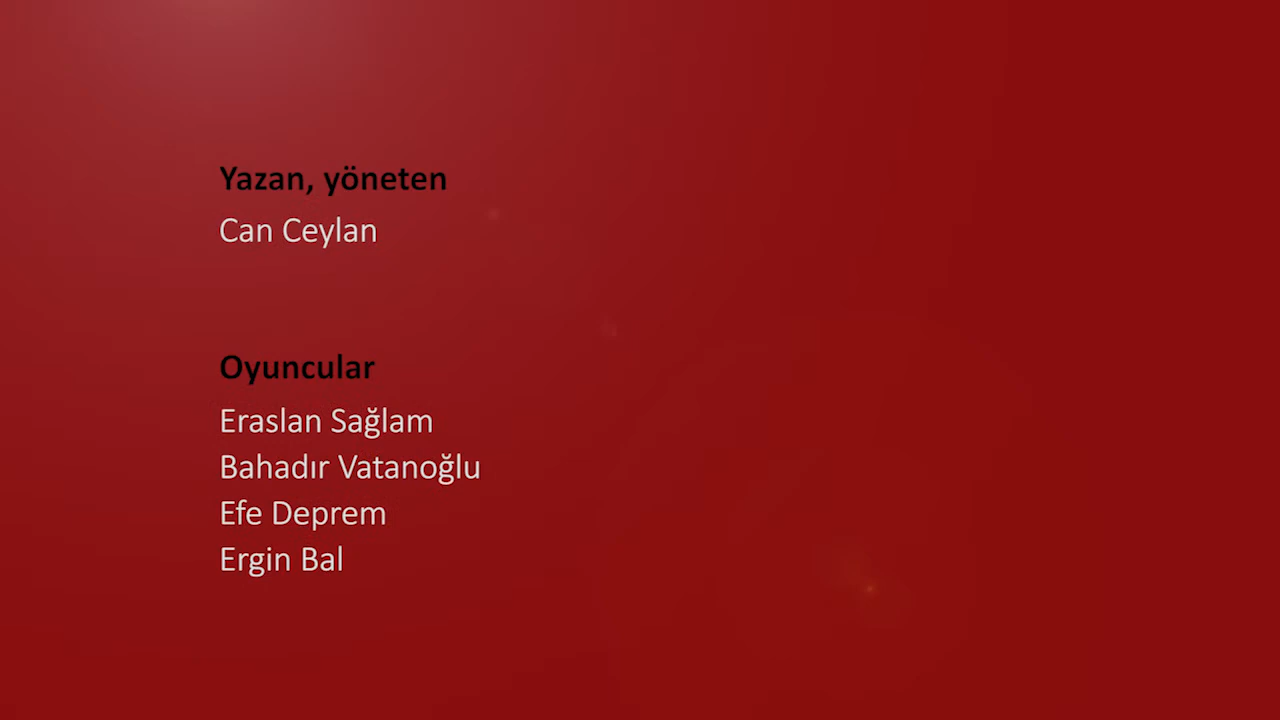 Yazan, yöneten
Can Ceylan
Oyuncular
Eraslan Sağlam
Bahadır Vatanoğlu
Efe Deprem
Ergin Bal